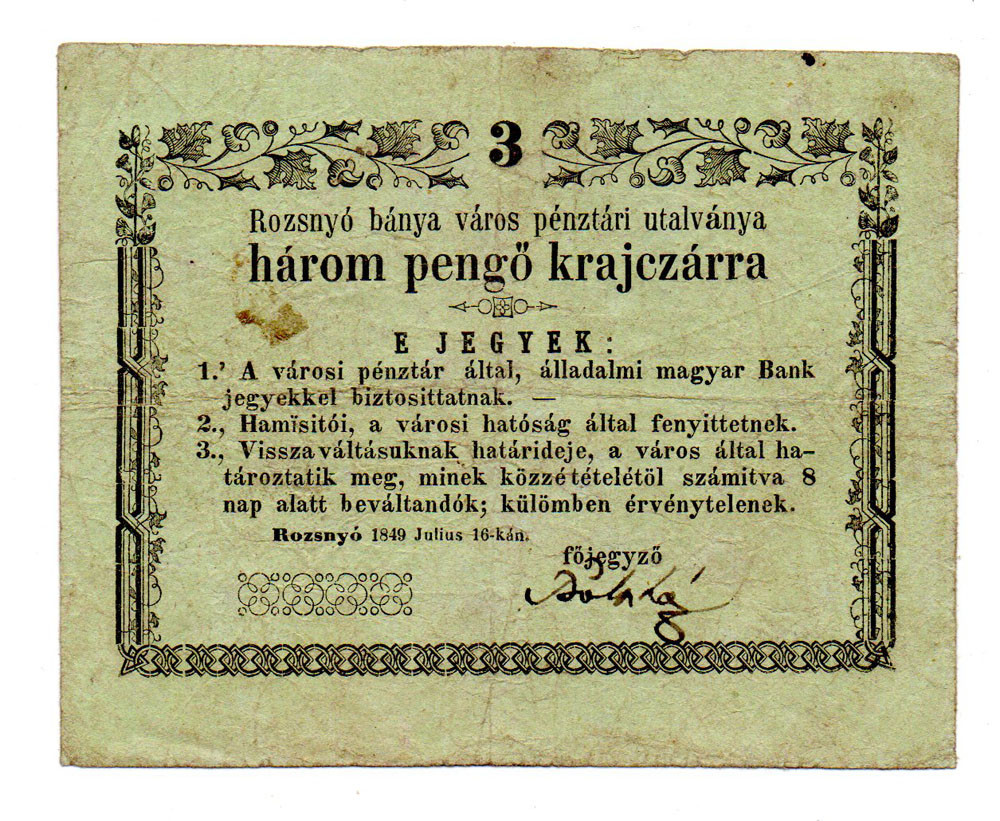 3
Rozsnyó bánya város pénztári utalványa
három pengő krajczárra
E JEGYEK:
1.' A városi pénztár által, álladalmi magyar Bank
jegyekkel biztosittatnak. —
2., Hamïsitói, a városi hatóság által fenyittetnek.
3., Visszaváltásuknak határideje, a város által ha-
tároztatik meg, minek közzétételétöl számitva 8
nap alatt beváltandók; külömben érvénytelenek.
Rozsnyó 1849 Julius 16-kán.
főjegyző